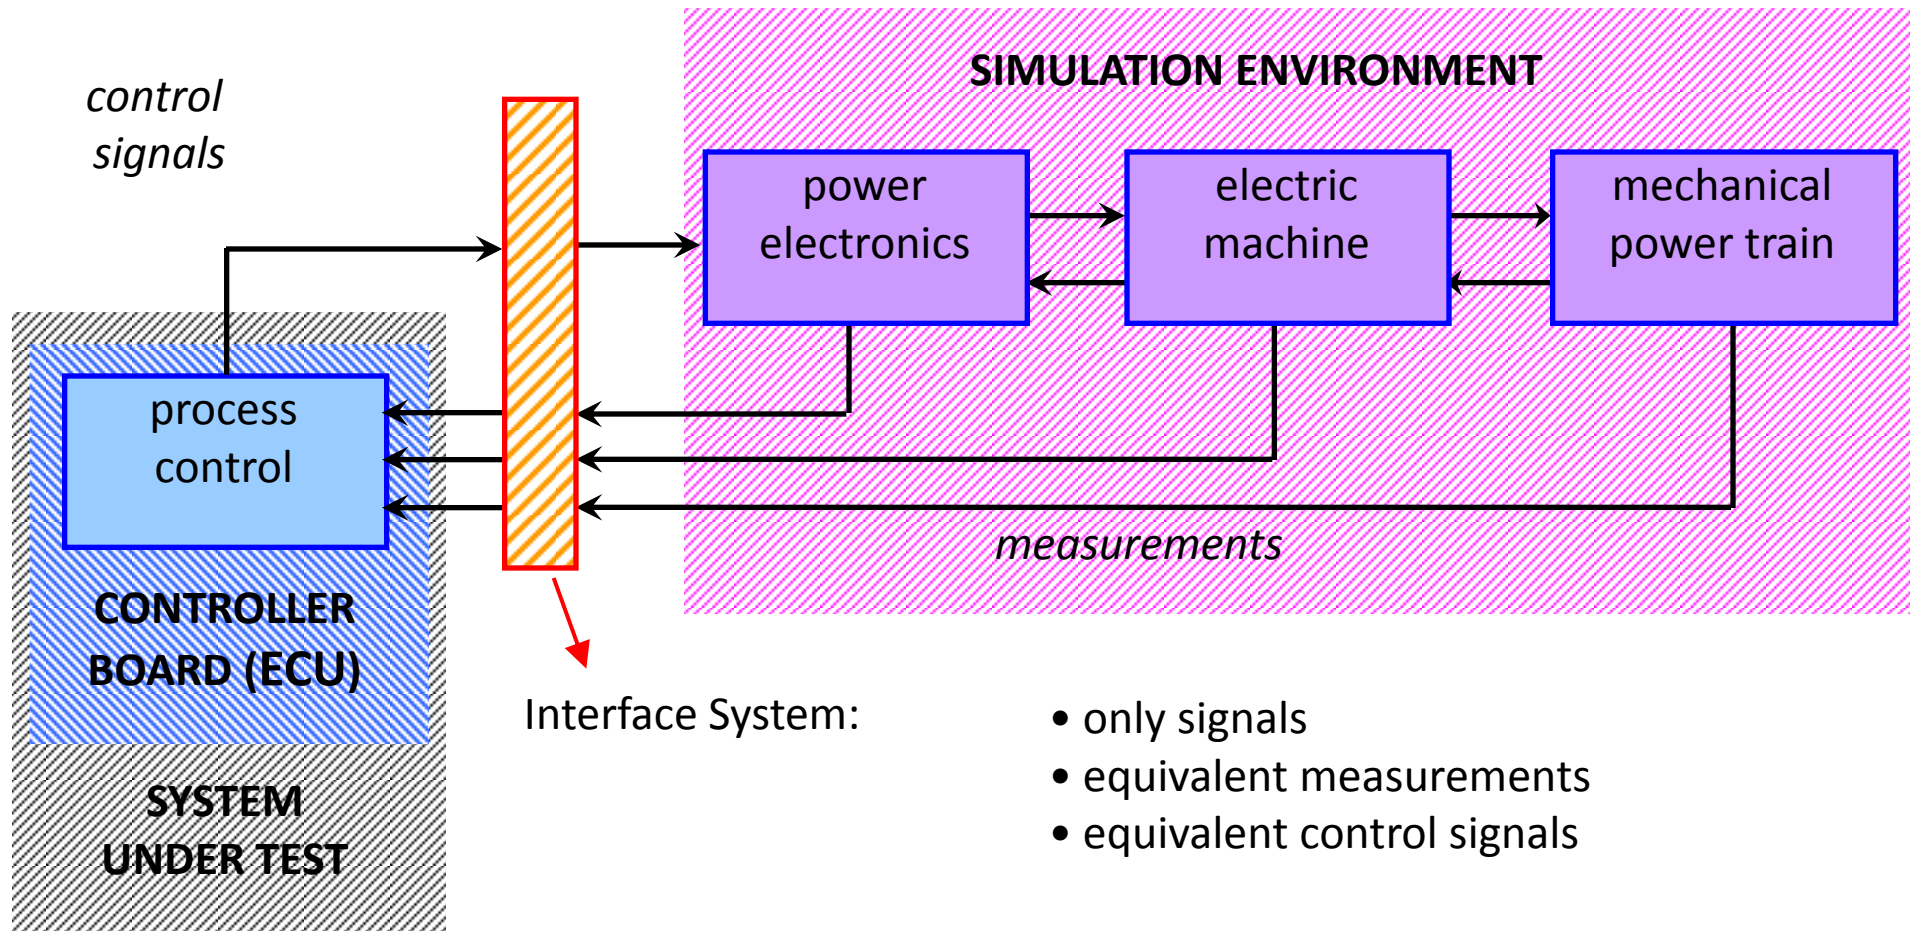 control
signals
SIMULATION ENVIRONMENT
power
electronics
electric
machine
mechanical
power train
process
control
measurements
CONTROLLER
BOARD (ECU)
SYSTEM
UNDER TEST
Interface System:
• only signals
• equivalent measurements
• equivalent control signals